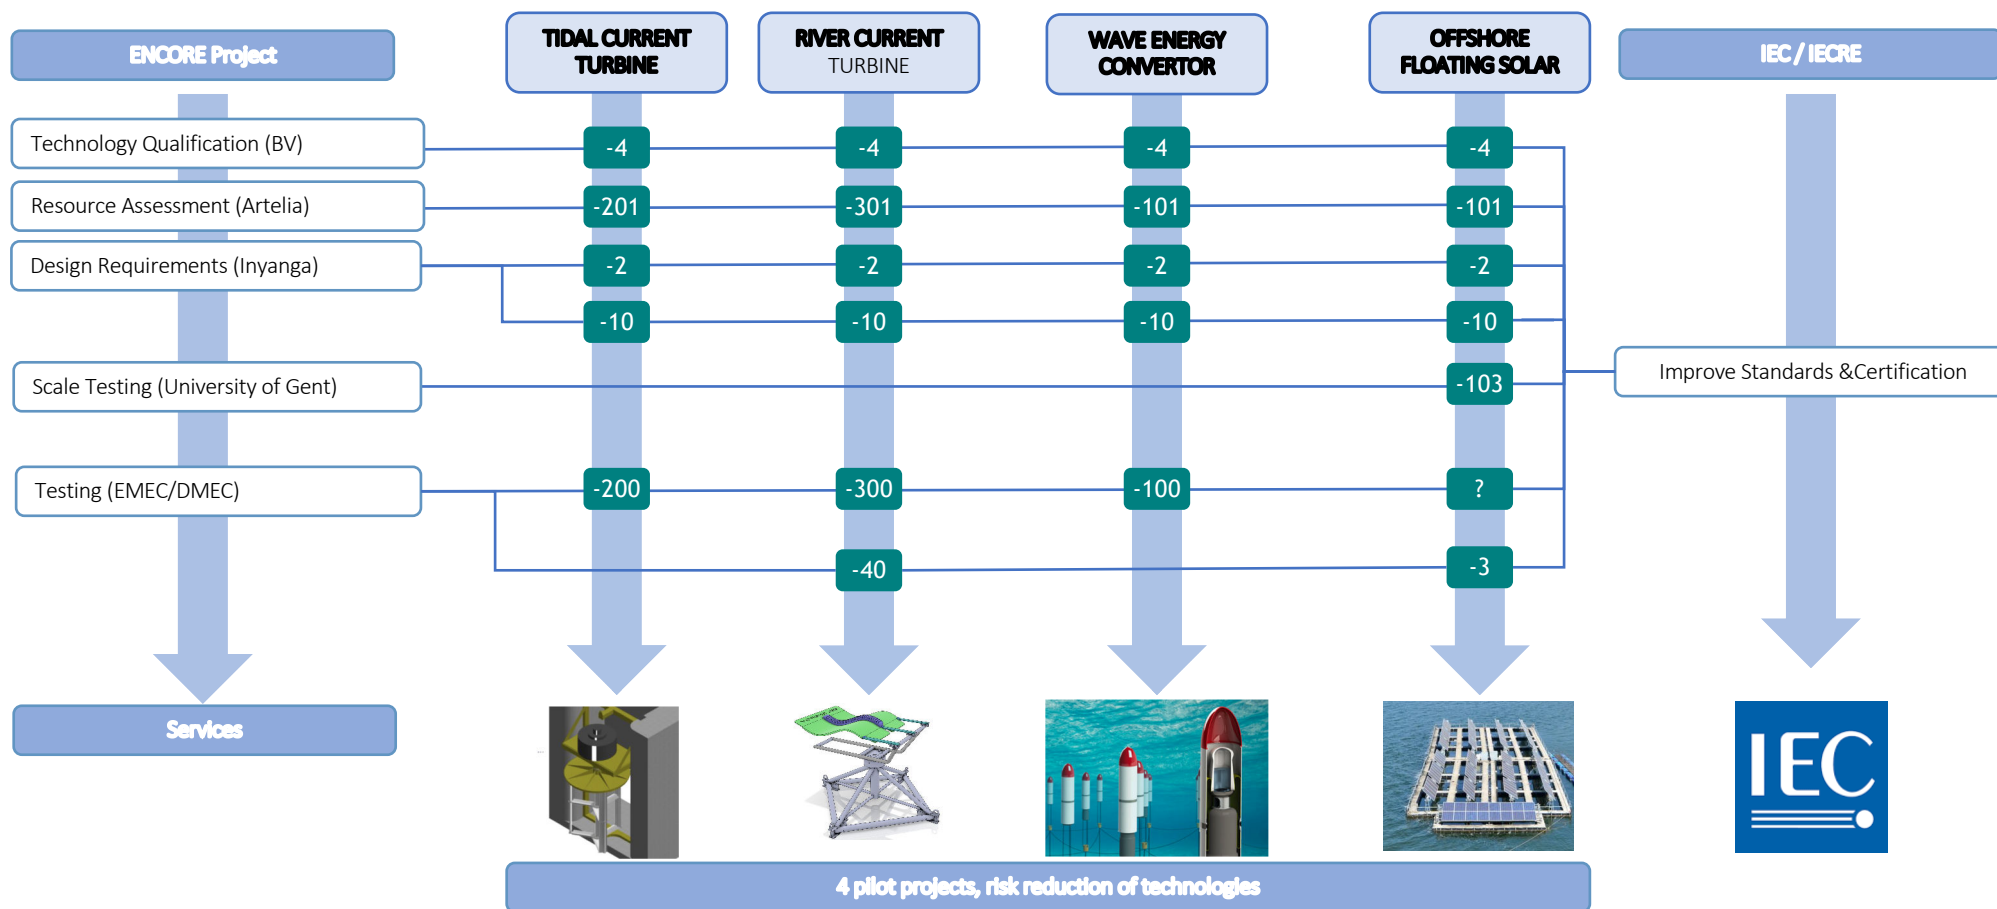 ENCORE Project
TIDAL CURRENT
TURBINE
RIVER CURRENT
TURBINE
WAVE ENERGY
CONVERTOR
OFFSHORE
FLOATING SOLAR
IEC / IECRE
Technology Qualification (BV)
-4
-4
-4
-4
Resource Assessment (Artelia)
-201
-301
-101
-101
Design Requirements (Inyanga)
-2
-2
-2
-2
-10
-10
-10
-10
Scale Testing (University of Gent)
-103
Improve Standards &Certification
Testing (EMEC/DMEC)
-200
-300
-100
?
-40
-3
Services
IEC
4 pilot projects, risk reduction of technologies